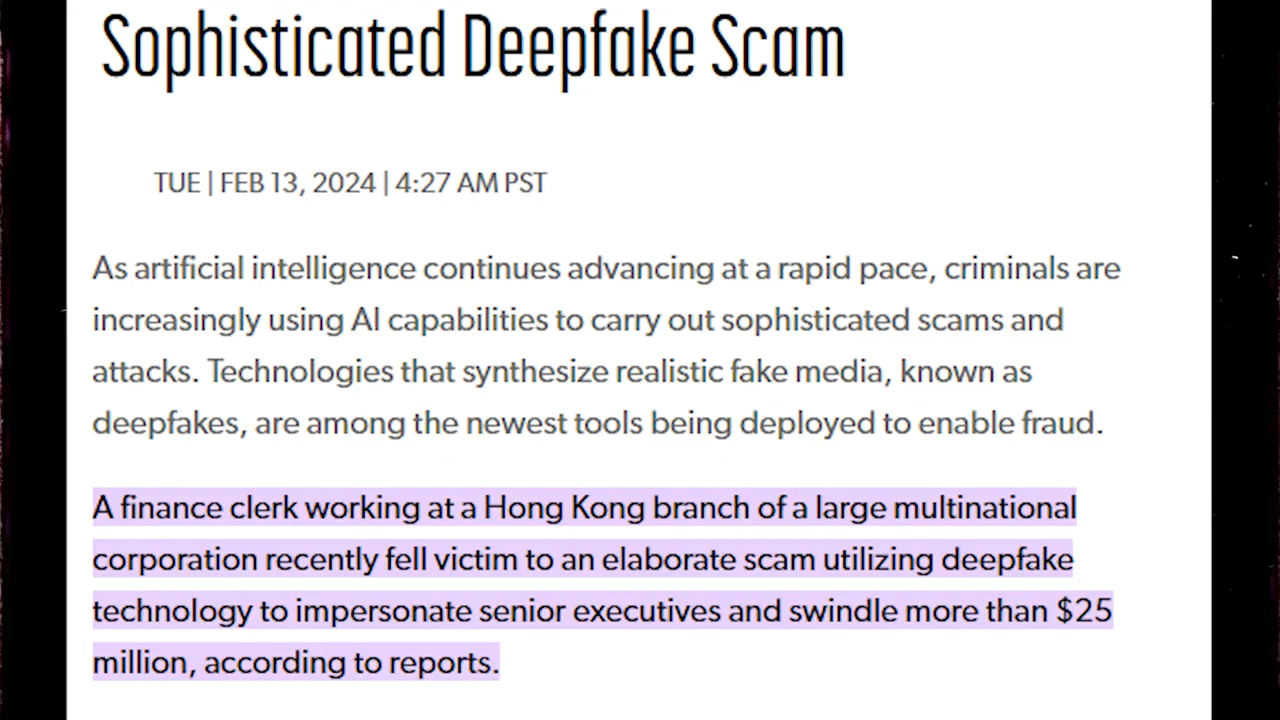 Sophisticated Deepfake Scam
TUE | FEB 13, 2024 | 4:27 AM PST
As artificial intelligence continues advancing at a rapid pace, criminals are
increasingly using AI capabilities to carry out sophisticated scams and
attacks. Technologies that synthesize realistic fake media, known as
deepfakes, are among the newest tools being deployed to enable fraud.
A finance clerk working at a Hong Kong branch of a large multinational
corporation recently fell victim to an elaborate scam utilizing deepfake
technology to impersonate senior executives and swindle more than $25
million, according to reports.